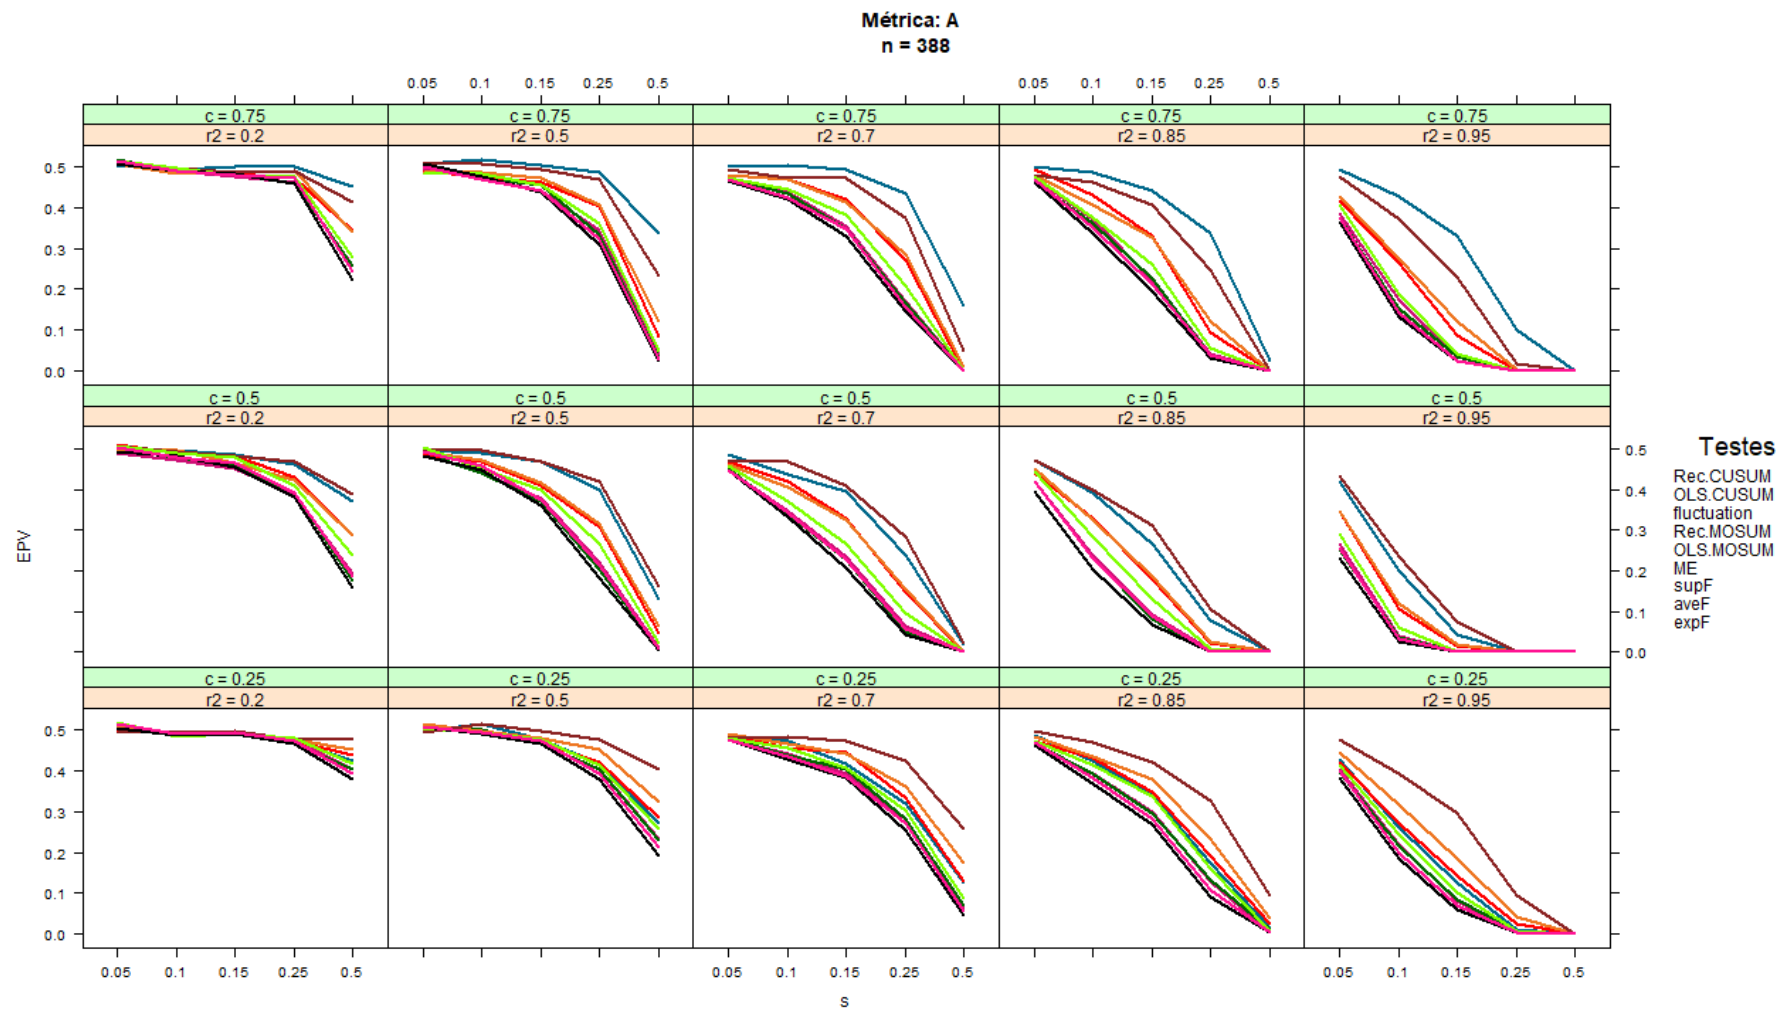 Métrica: A
n = 388
0.05 0.1 0.15 0.25 0.5 0.05 0.1 0.15 0.25 0.5
c = 0.75 c = 0.75 c = 0.75 c = 0.75 c = 0.75
r2 = 0.2 r2 = 0.5 r2 = 0.7 r2 = 0.85 r2 = 0.95
0.5
0.4
0.3
0.2
0.1
0.0
c = 0.5 c = 0.5 c = 0.5 c = 0.5 c = 0.5
r2 = 0.2 r2 = 0.5 r2 = 0.7 r2 = 0.85 r2 = 0.95
0.5
0.4
0.3
0.2
0.1
0.0
EPV
Testes
Rec.CUSUM
OLS.CUSUM
fluctuation
Rec.MOSUM
OLS.MOSUM
ME
supF
aveF
expF
c = 0.25 c = 0.25 c = 0.25 c = 0.25 c = 0.25
r2 = 0.2 r2 = 0.5 r2 = 0.7 r2 = 0.85 r2 = 0.95
0.5
0.4
0.3
0.2
0.1
0.0
0.05 0.1 0.15 0.25 0.5 0.05 0.1 0.15 0.25 0.5 0.05 0.1 0.15 0.25 0.5
s